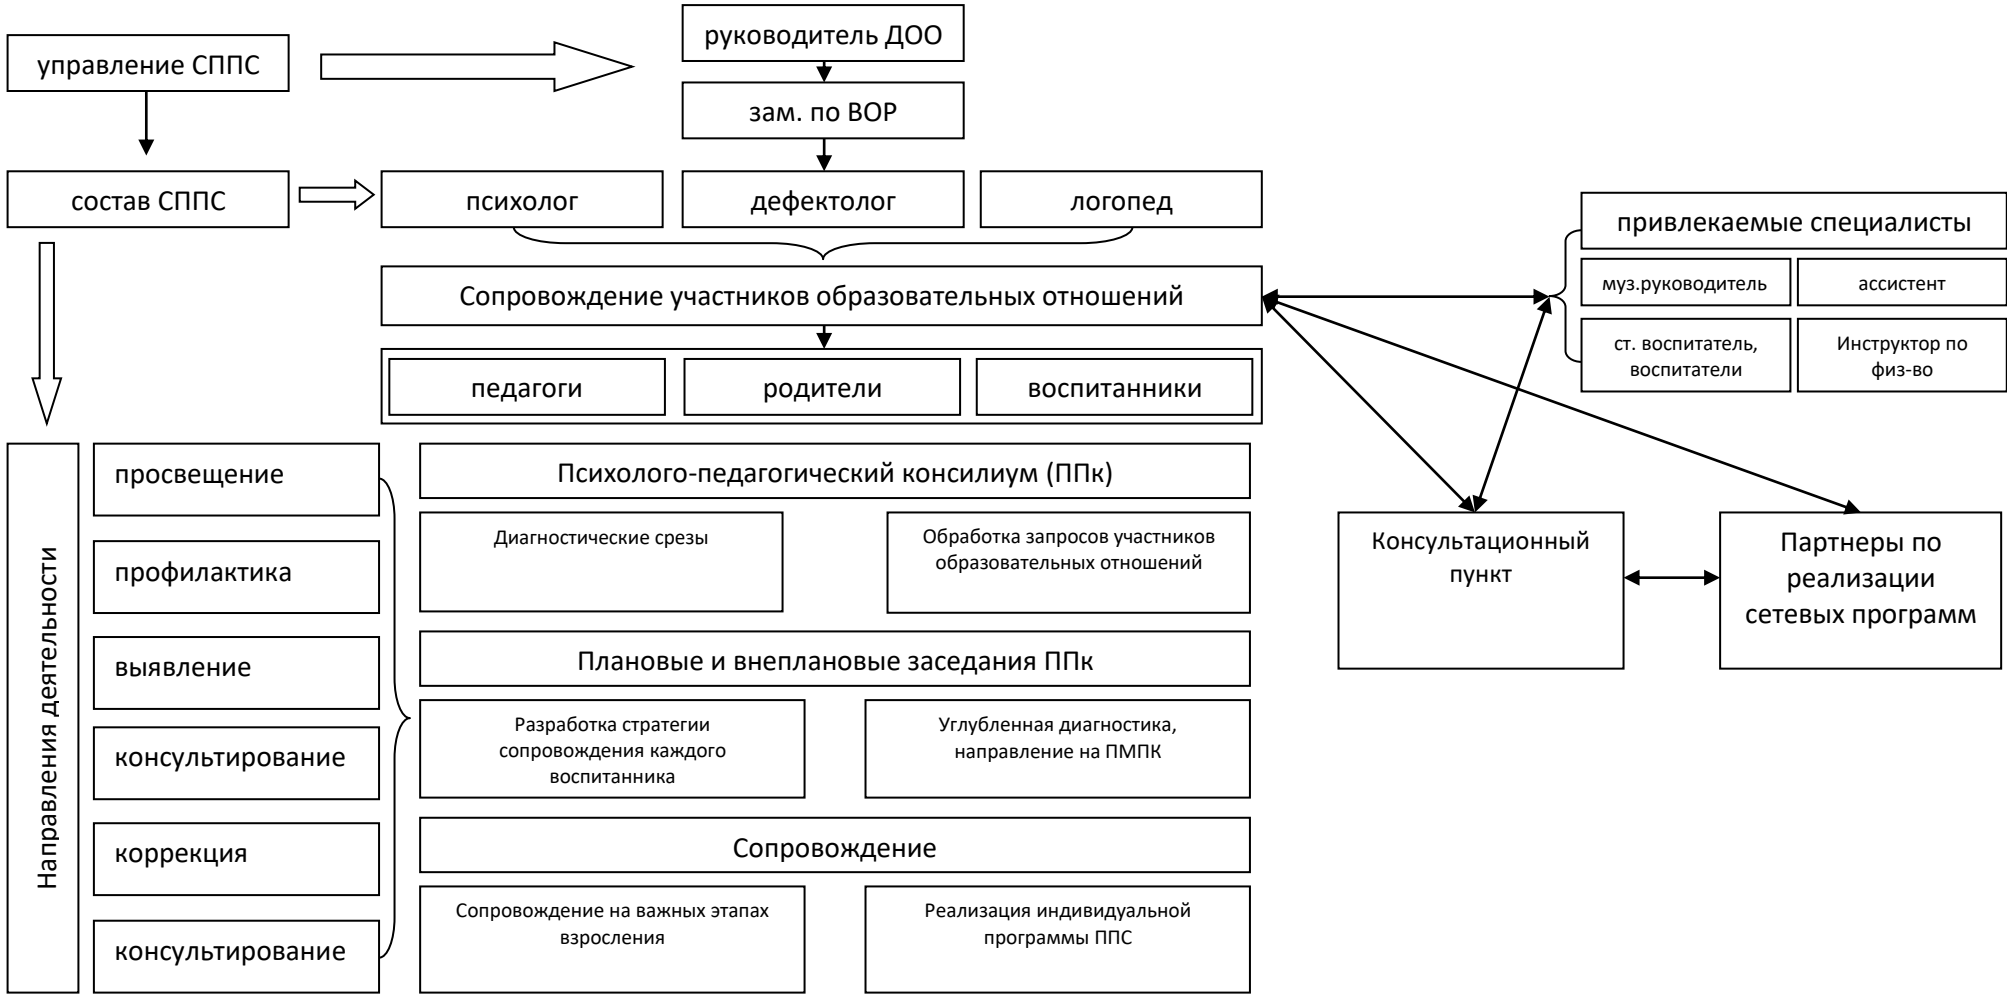 руководитель ДОО
управление СППС
зам. по ВОР
состав СППС
психолог
дефектолог
логопед
привлекаемые специалисты
муз.руководитель
ассистент
ст. воспитатель,
воспитатели
Инструктор по
физ-во
Сопровождение участников образовательных отношений
педагоги
родители
воспитанники
Направления деятельности
просвещение
профилактика
выявление
консультирование
коррекция
консультирование
Психолого-педагогический консилиум (ППк)
Диагностические срезы
Обработка запросов участников
образовательных отношений
Плановые и внеплановые заседания ППк
Разработка стратегии
сопровождения каждого
воспитанника
Углубленная диагностика,
направление на ПМПК
Сопровождение
Сопровождение на важных этапах
взросления
Реализация индивидуальной
программы ППС
Консультационный
пункт
Партнеры по
реализации
сетевых программ